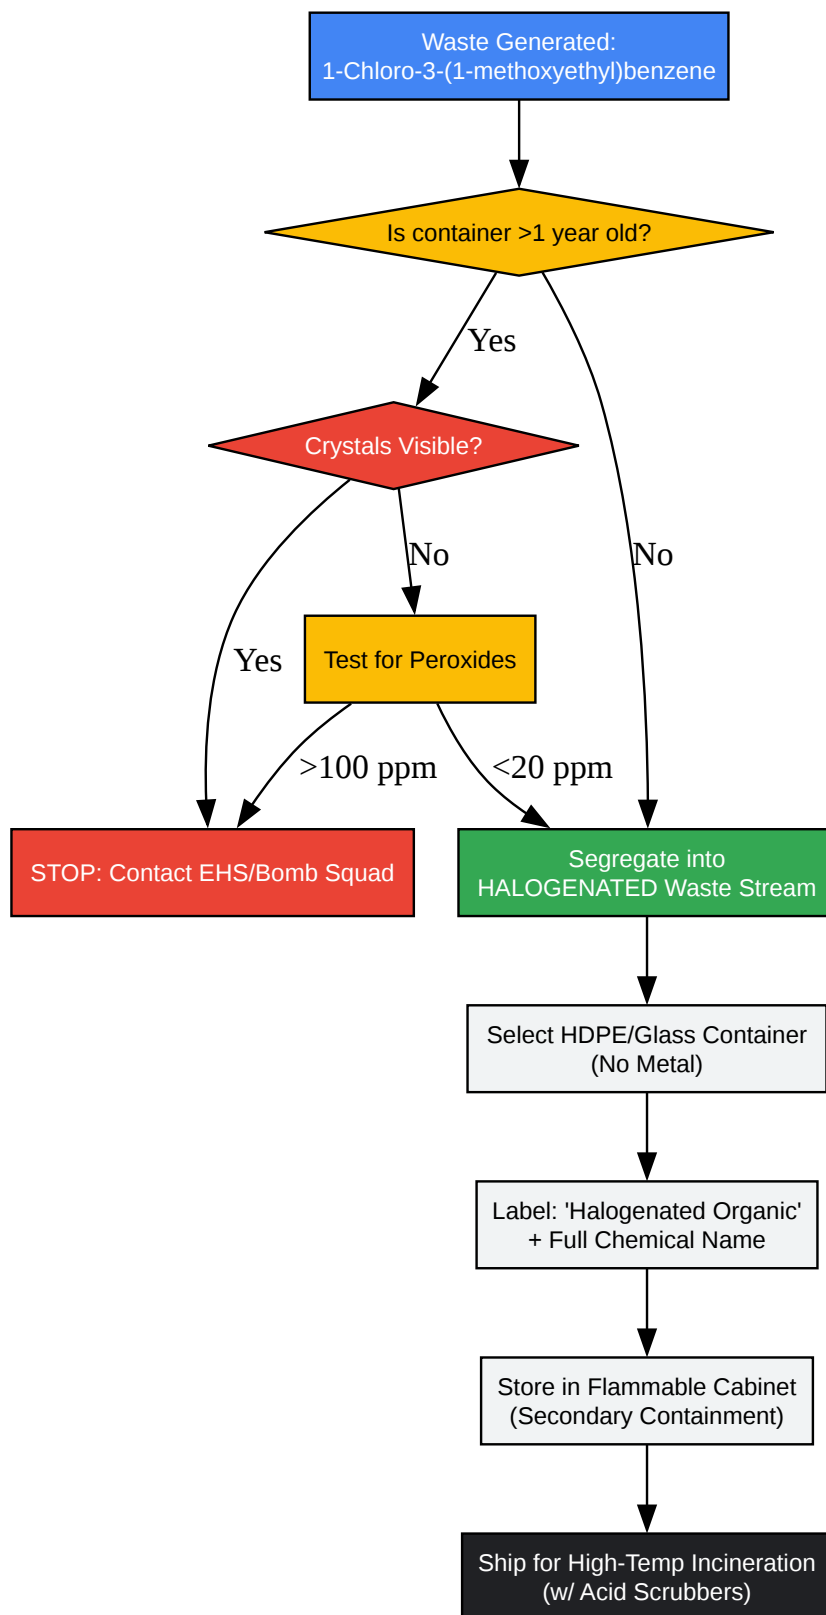 Waste Generated:
1-Chloro-3-(1-methoxyethyl)benzene
Is container >1 year old?
Yes
Crystals Visible?
No
No
Yes
Test for Peroxides
>100 ppm
<20 ppm
STOP: Contact EHS/Bomb Squad
Segregate into
HALOGENATED Waste Stream
Select HDPE/Glass Container
(No Metal)
Label: 'Halogenated Organic'
+ Full Chemical Name
Store in Flammable Cabinet
(Secondary Containment)
Ship for High-Temp Incineration
(w/ Acid Scrubbers)